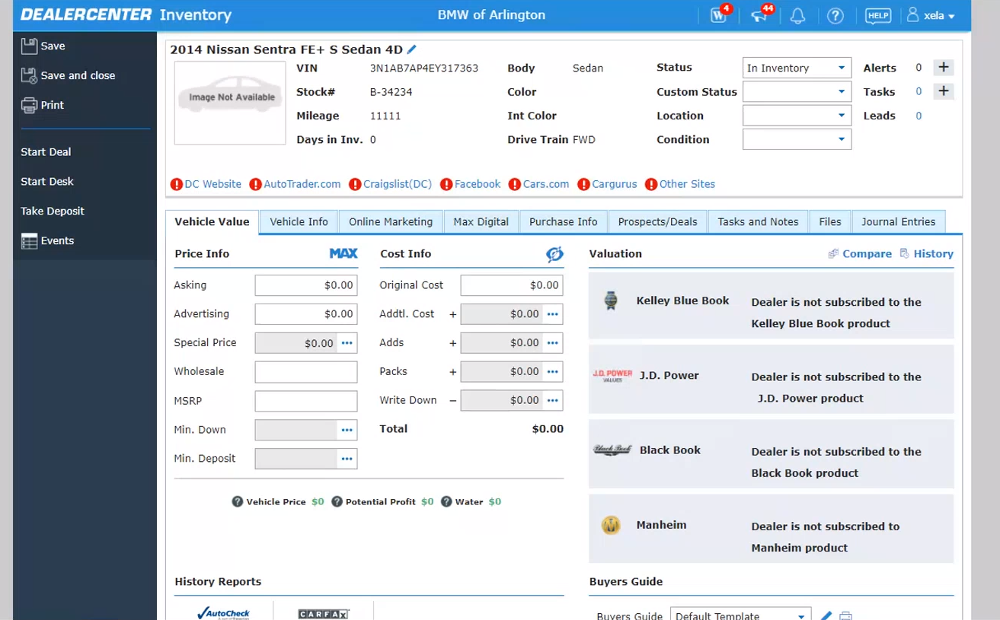 DEALERCENTER Inventory BMW of Arlington W 4 44 ? HELP xela
Save
Save and close
Print
Start Deal
Start Desk
Take Deposit
Events
2014 Nissan Sentra FE+ S Sedan 4D
Image Not Available
VIN 3N1AB7AP4EY317363 Body Sedan Status In Inventory Alerts 0 +
Stock# B-34234 Color Custom Status Tasks 0 +
Mileage 11111 Int Color Location Leads 0
Days in Inv. 0 Drive Train FWD Condition
! DC Website ! AutoTrader.com ! Craigslist(DC) ! Facebook ! Cars.com ! Cargurus ! Other Sites
Vehicle Value Vehicle Info Online Marketing Max Digital Purchase Info Prospects/Deals Tasks and Notes Files Journal Entries
Price Info MAX Cost Info Valuation Compare History
Asking $0.00 Original Cost $0.00
Advertising $0.00 Addtl. Cost + $0.00 ...
Special Price $0.00 ... Adds + $0.00 ...
Wholesale Packs + $0.00 ...
MSRP Write Down – $0.00 ...
Min. Down ... Total $0.00
Min. Deposit ...
? Vehicle Price $0 ? Potential Profit $0 ? Water $0
Kelley Blue Book Dealer is not subscribed to the
Kelley Blue Book product
J.D. POWER
VALUES
J.D. Power Dealer is not subscribed to the
J.D. Power product
Black Book Black Book Dealer is not subscribed to the
Black Book product
M Manheim Dealer is not subscribed to
Manheim product
History Reports Buyers Guide
AutoCheck CARFAX
Buyers Guide Default Template